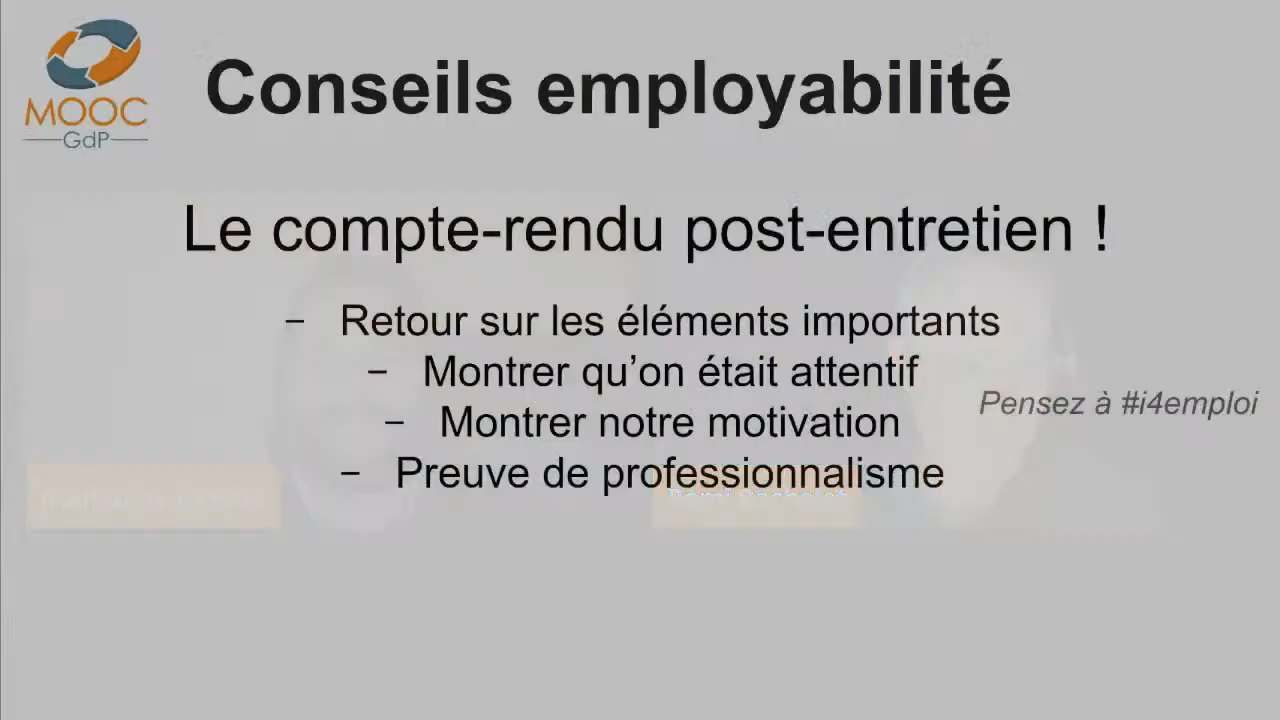 MOOC
GdP
Conseils employabilité
Le compte-rendu post-entretien !
– Retour sur les éléments importants
– Montrer qu’on était attentif
– Montrer notre motivation
– Preuve de professionnalisme
Pensez à #i4emploi